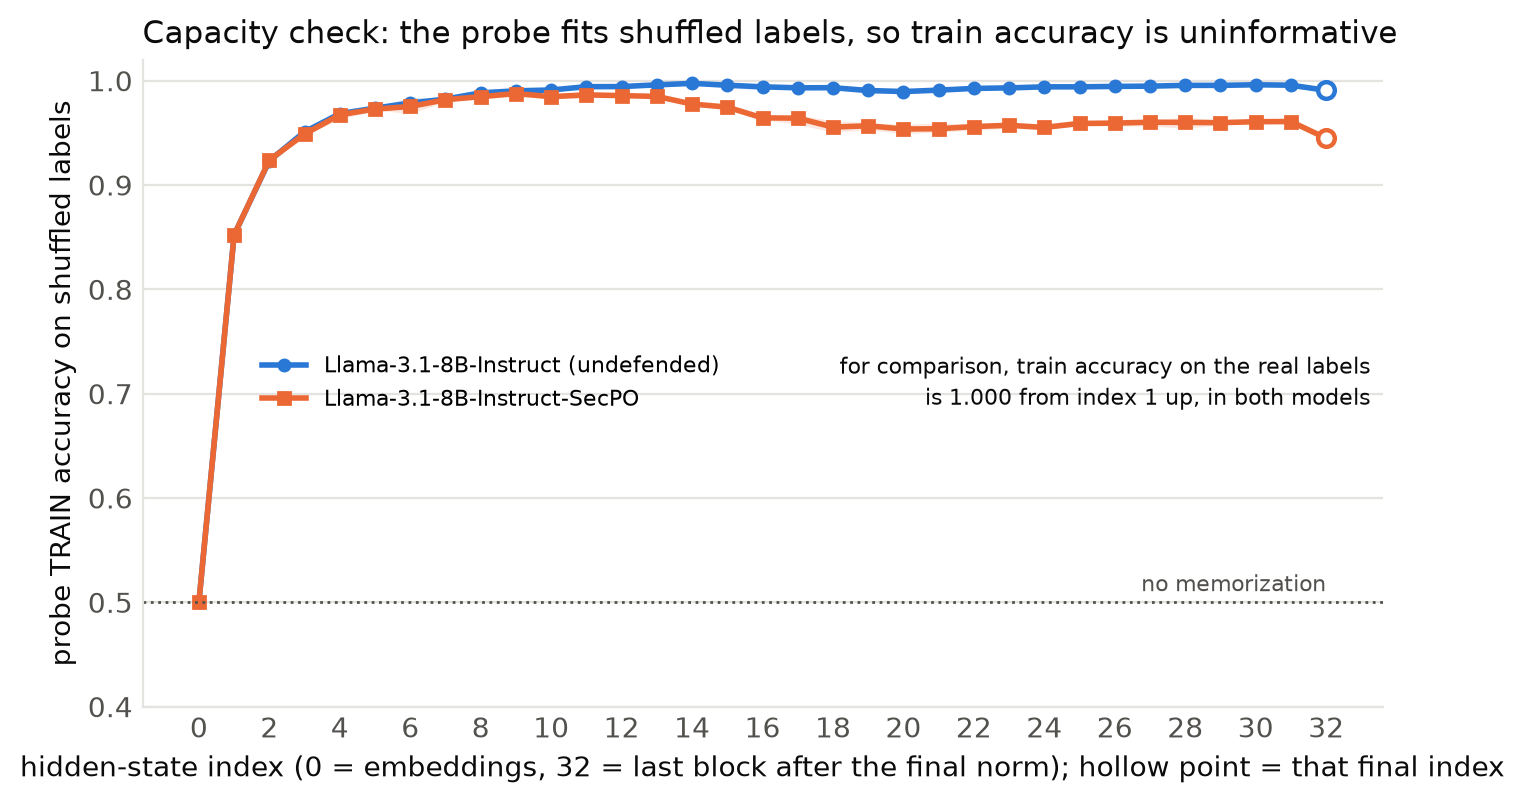 Capacity check: the probe fits shuffled labels, so train accuracy is uninformative
probe TRAIN accuracy on shuffled labels
1.0
0.9
0.8
0.7
0.6
0.5
0.4
Llama-3.1-8B-Instruct (undefended)
Llama-3.1-8B-Instruct-SecPO
for comparison, train accuracy on the real labels
is 1.000 from index 1 up, in both models
no memorization
0 2 4 6 8 10 12 14 16 18 20 22 24 26 28 30 32
hidden-state index (0 = embeddings, 32 = last block after the final norm); hollow point = that final index